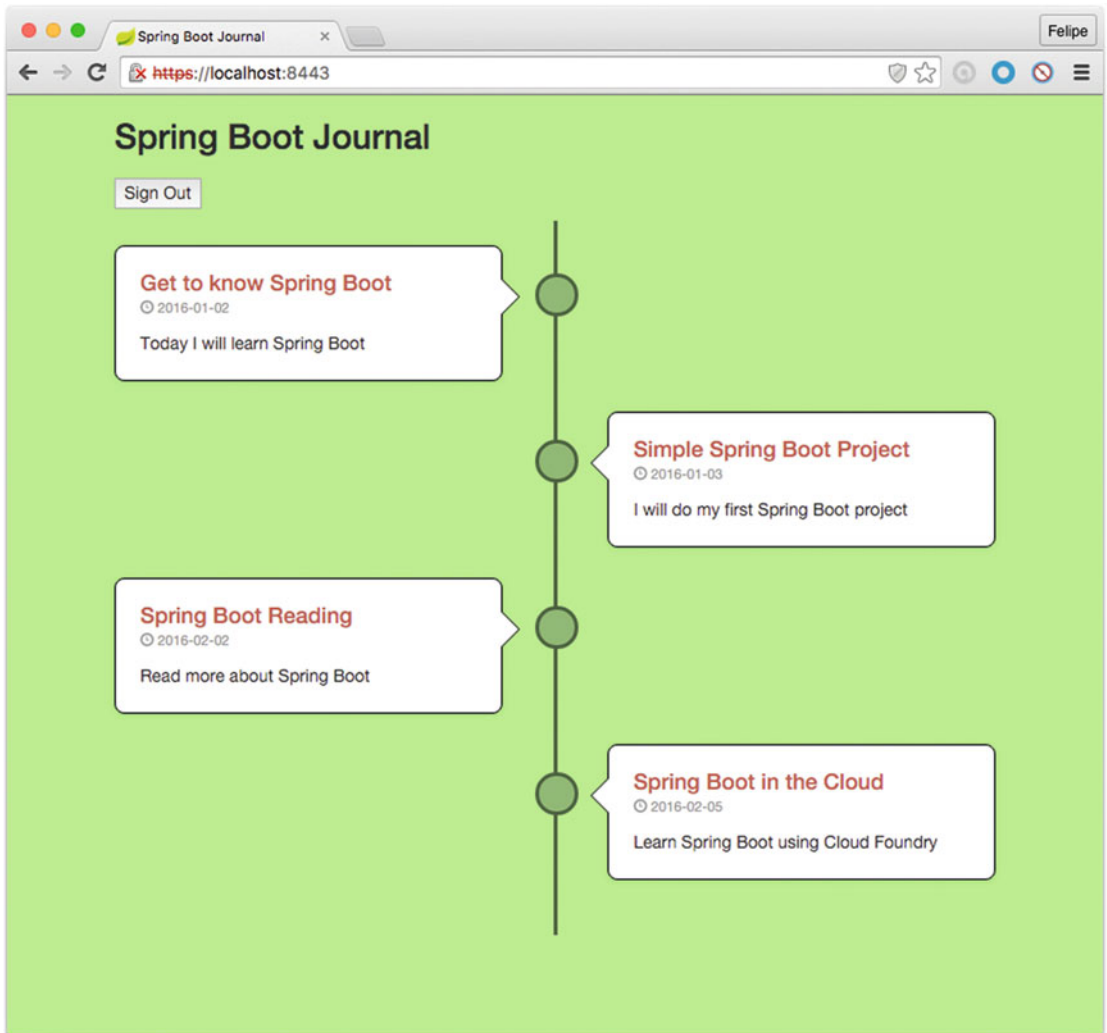 Spring Boot Journal
Felipe
https://localhost:8443
Spring Boot Journal
Sign Out
Get to know Spring Boot
2016-01-02
Today I will learn Spring Boot
Simple Spring Boot Project
2016-01-03
I will do my first Spring Boot project
Spring Boot Reading
2016-02-02
Read more about Spring Boot
Spring Boot in the Cloud
2016-02-05
Learn Spring Boot using Cloud Foundry